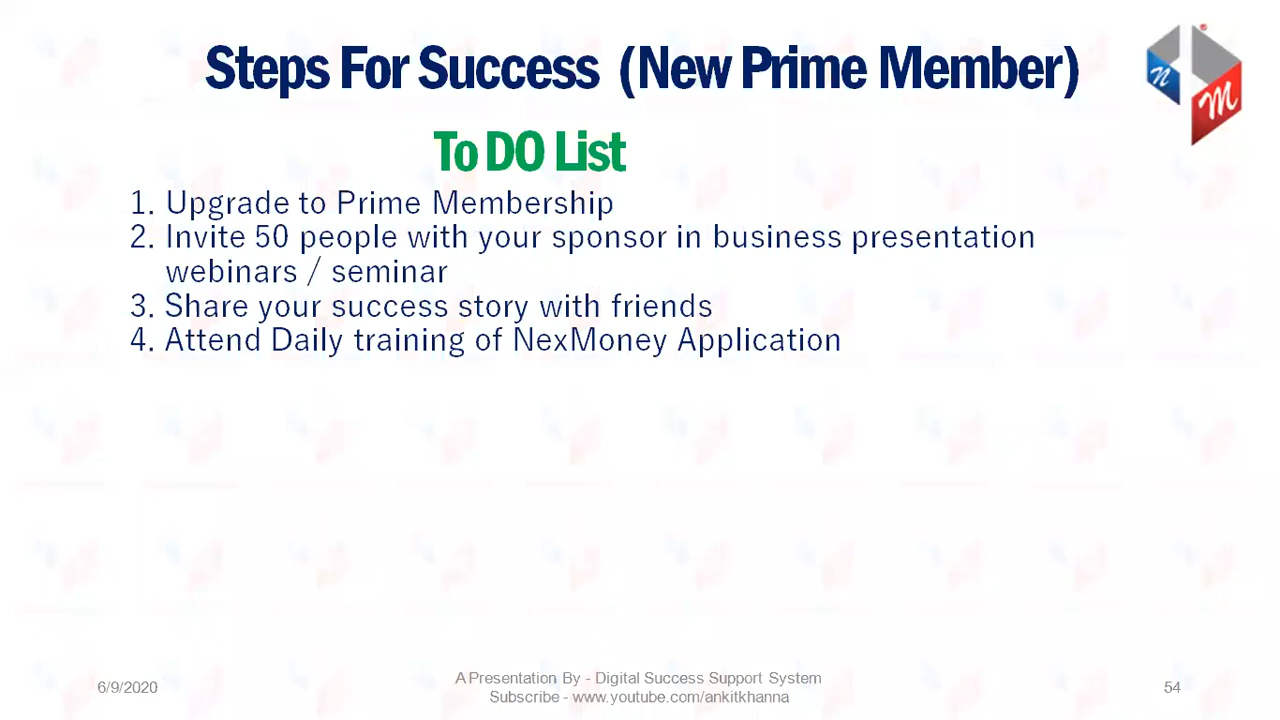 Steps For Success (New Prime Member)
n M
®
To DO List
1. Upgrade to Prime Membership
2. Invite 50 people with your sponsor in business presentation
webinars / seminar
3. Share your success story with friends
4. Attend Daily training of NexMoney Application
6/9/2020
A Presentation By - Digital Success Support System
Subscribe - www.youtube.com/ankitkhanna
54